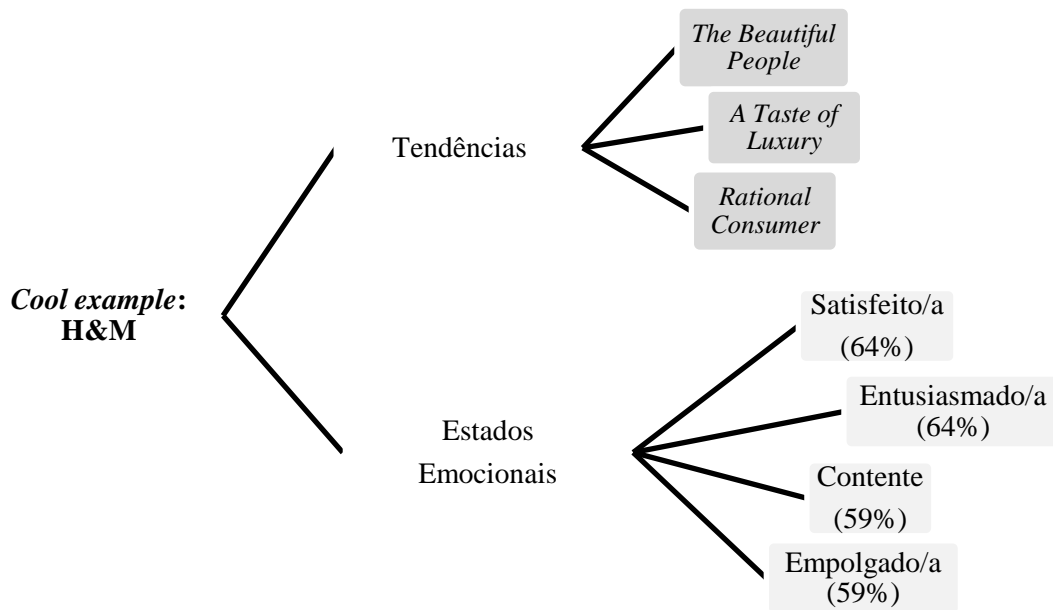 The Beautiful
People
A Taste of
Luxury
Tendências
Rational
Consumer
Cool example:
H&M
Satisfeito/a
(64%)
Entusiasmado/a
(64%)
Estados
Emocionais
Contente
(59%)
Empolgado/a
(59%)